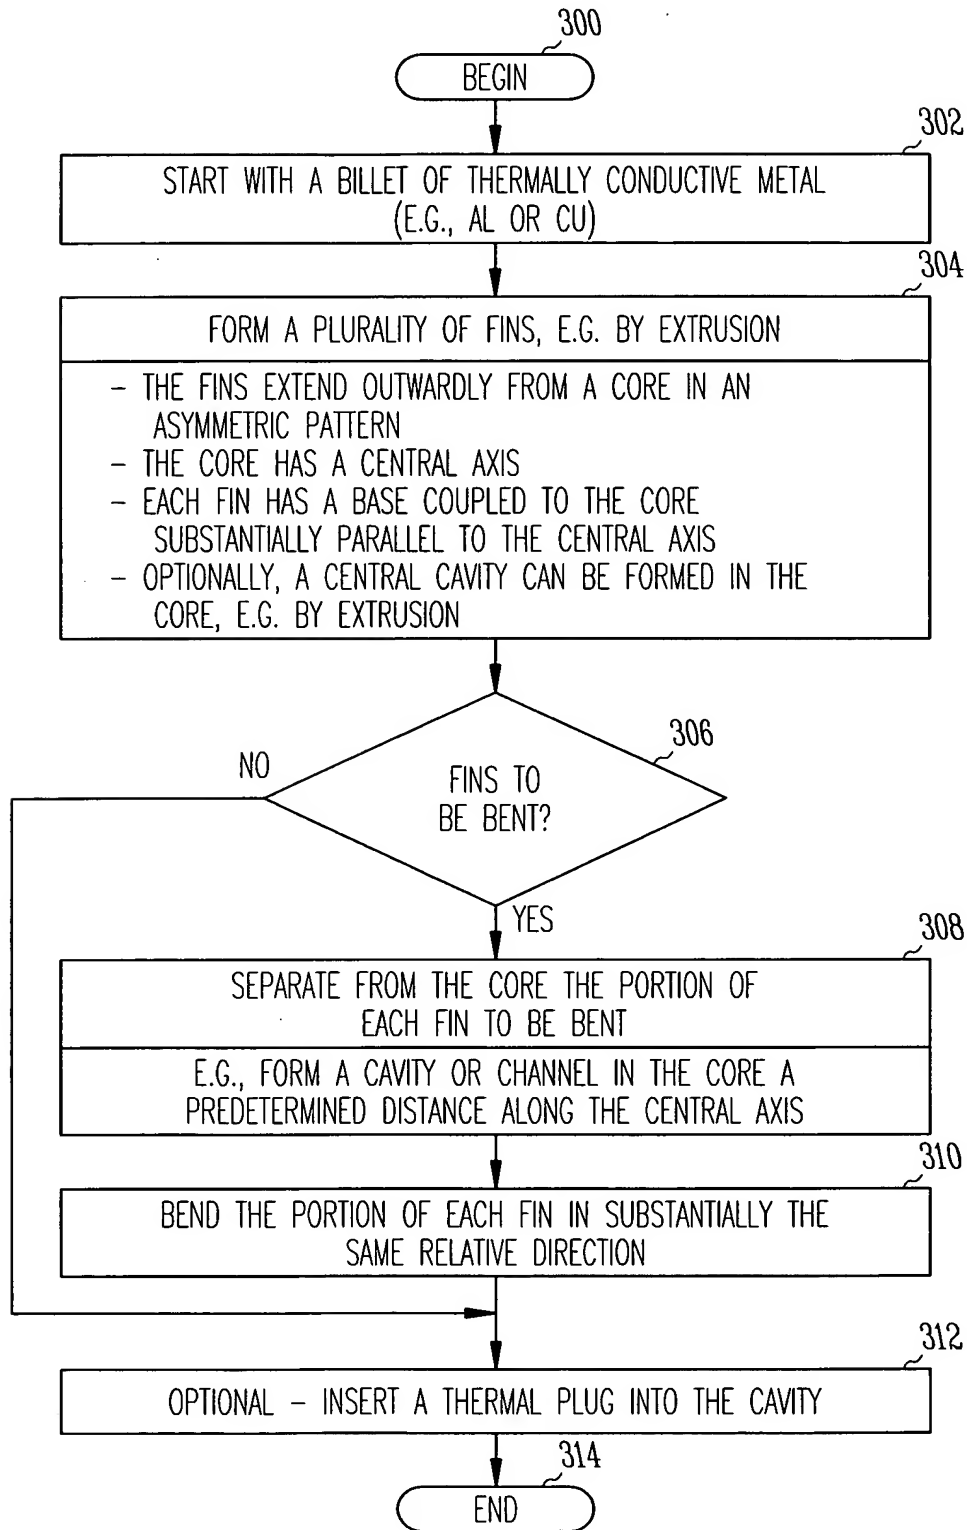 300
BEGIN
302
START WITH A BILLET OF THERMALLY CONDUCTIVE METAL
(E.G., AL OR CU)
304
FORM A PLURALITY OF FINS, E.G. BY EXTRUSION
- THE FINS EXTEND OUTWARDLY FROM A CORE IN AN
ASYMMETRIC PATTERN
- THE CORE HAS A CENTRAL AXIS
- EACH FIN HAS A BASE COUPLED TO THE CORE
SUBSTANTIALLY PARALLEL TO THE CENTRAL AXIS
- OPTIONALLY, A CENTRAL CAVITY CAN BE FORMED IN THE
CORE, E.G. BY EXTRUSION
306
NO
FINS TO
BE BENT?
YES
308
SEPARATE FROM THE CORE THE PORTION OF
EACH FIN TO BE BENT
E.G., FORM A CAVITY OR CHANNEL IN THE CORE A
PREDETERMINED DISTANCE ALONG THE CENTRAL AXIS
310
BEND THE PORTION OF EACH FIN IN SUBSTANTIALLY THE
SAME RELATIVE DIRECTION
312
OPTIONAL - INSERT A THERMAL PLUG INTO THE CAVITY
314
END